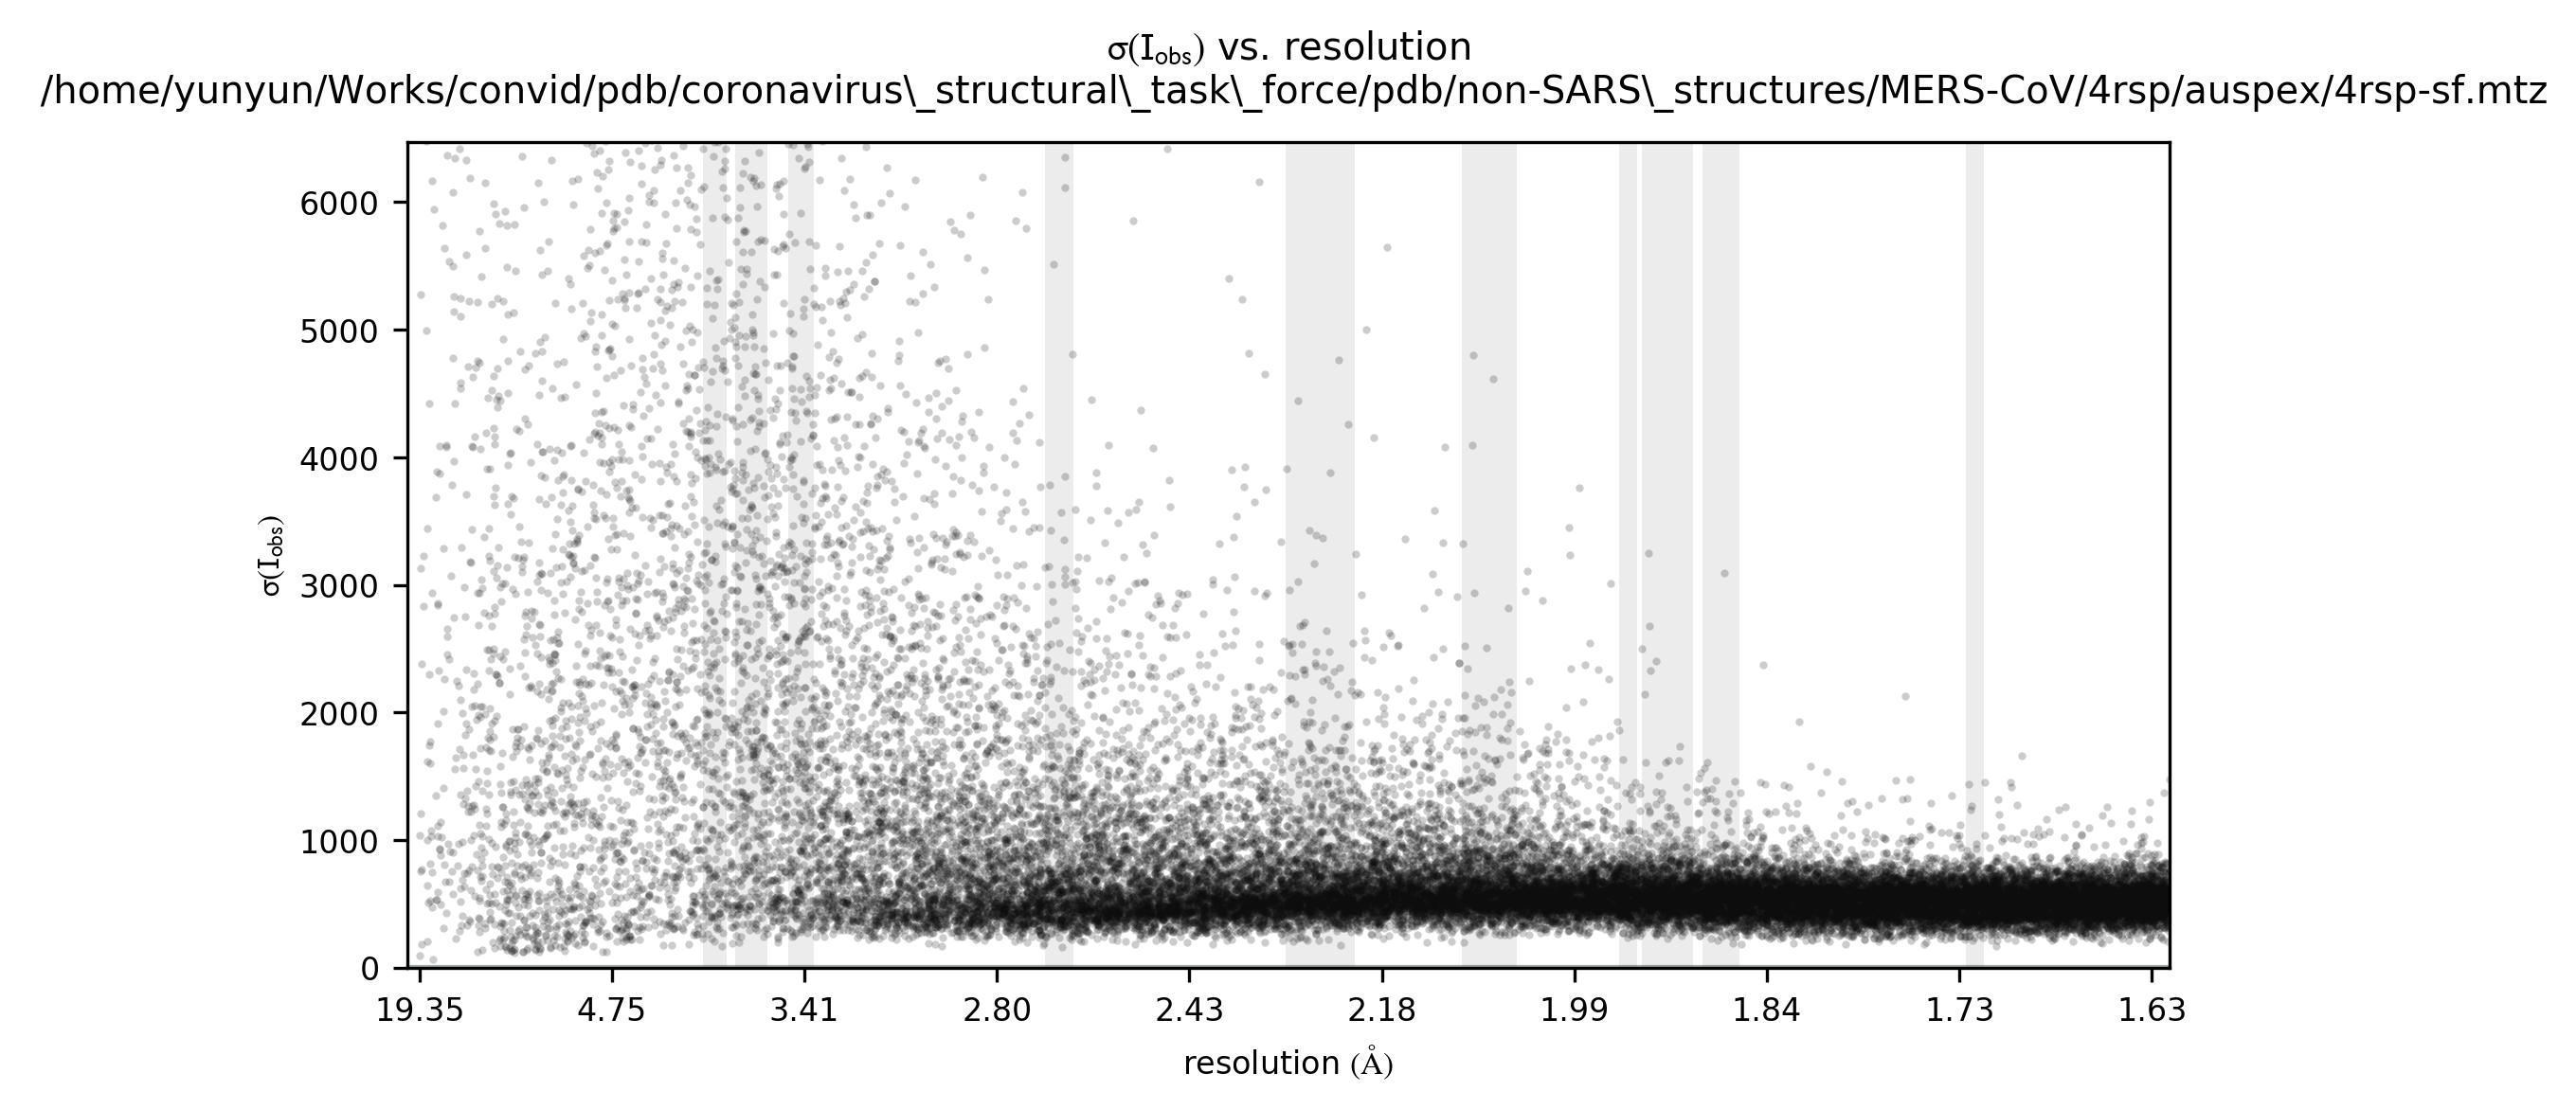 σ(Iobs) vs. resolution
/home/yunyun/Works/convid/pdb/coronavirus\_structural\_task\_force/pdb/non-SARS\_structures/MERS-CoV/4rsp/auspex/4rsp-sf.mtz
σ(Iobs)
6000
5000
4000
3000
2000
1000
0
19.35 4.75 3.41 2.80 2.43 2.18 1.99 1.84 1.73 1.63
resolution (Å)